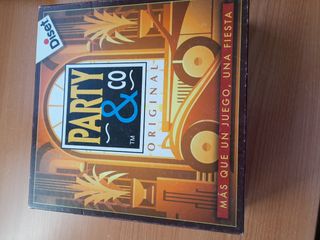 Diset
PARTY
& CO
TM
ORIGINAL
MÁS QUE UN JUEGO, UNA FIESTA